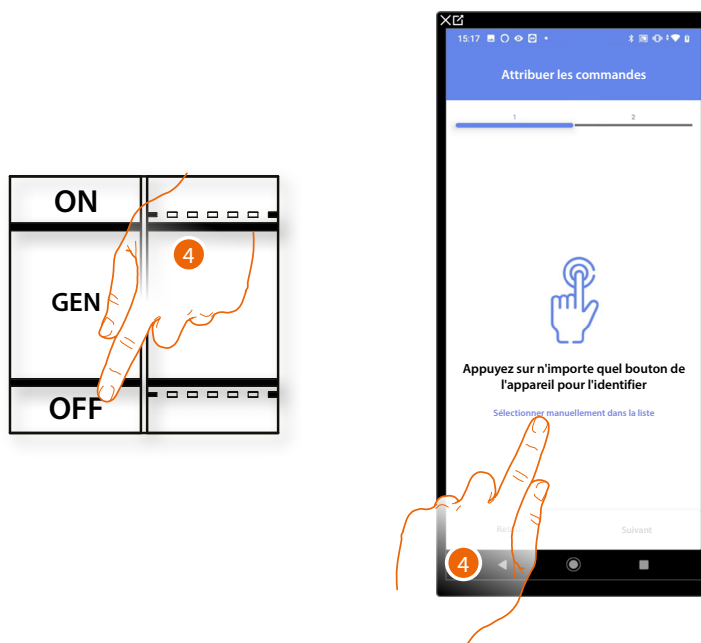 ON
GEN
OFF
4
15:17
Attribuer les commandes
1
2
Appuyez sur n'importe quel bouton de
l'appareil pour l'identifier
Sélectionner manuellement dans la liste
Suivant
4